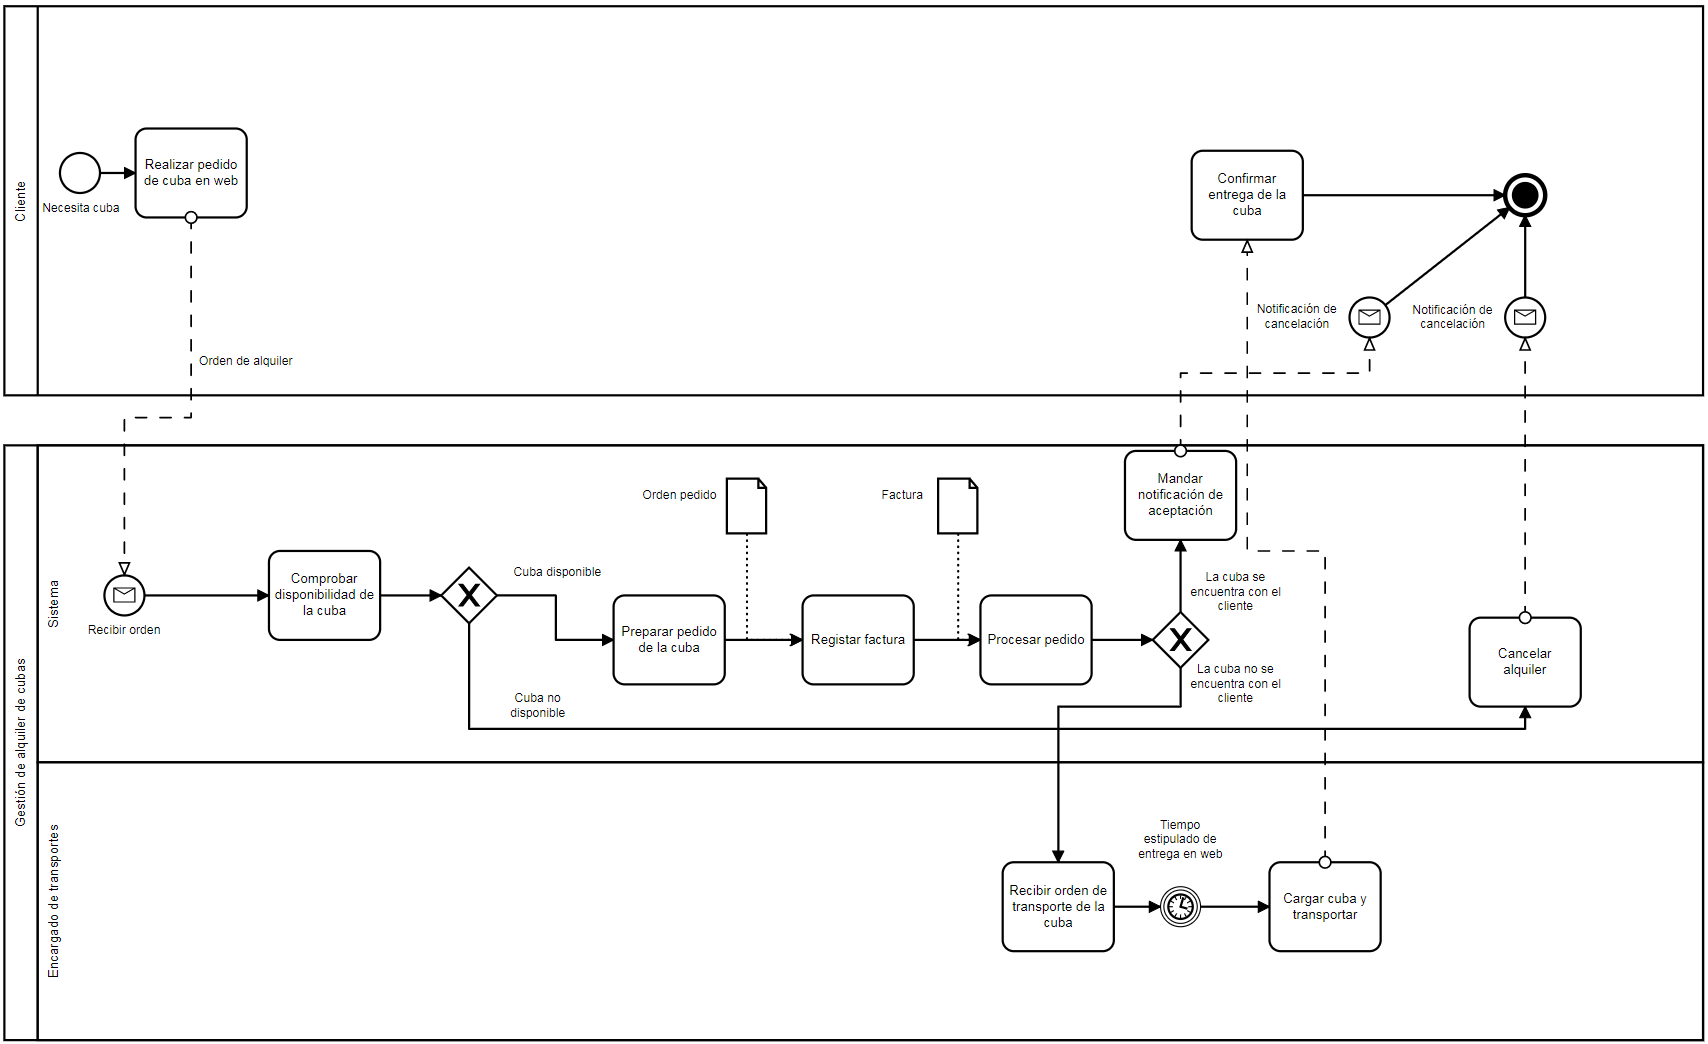 Cliente
Necesita cuba
Realizar pedido
de cuba en web
Orden de alquiler
Confirmar
entrega de la
cuba
Notificación de
cancelación
Notificación de
cancelación
Gestión de alquiler de cubas
Sistema
Recibir orden
Comprobar
disponibilidad de
la cuba
Cuba disponible
Cuba no
disponible
Orden pedido
Preparar pedido
de la cuba
Factura
Registar factura
Procesar pedido
Mandar
notificación de
aceptación
La cuba se
encuentra con el
cliente
La cuba no se
encuentra con el
cliente
Cancelar
alquiler
Encargado de transportes
Recibir orden de
transporte de la
cuba
Tiempo
estipulado de
entrega en web
Cargar cuba y
transportar